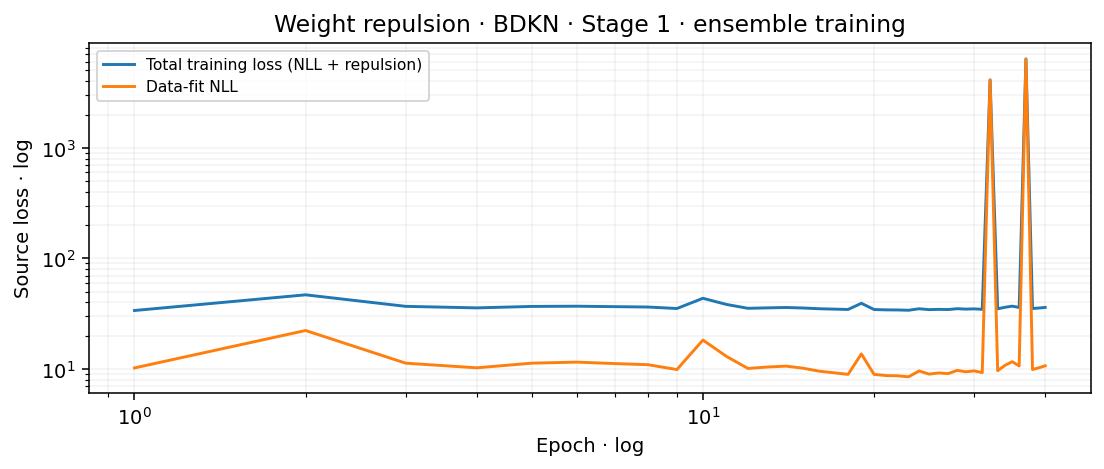 Weight repulsion · BDKN · Stage 1 · ensemble training
Total training loss (NLL + repulsion)
Data-fit NLL
Source loss · log
10³
10²
10¹
10⁰
10¹
Epoch · log